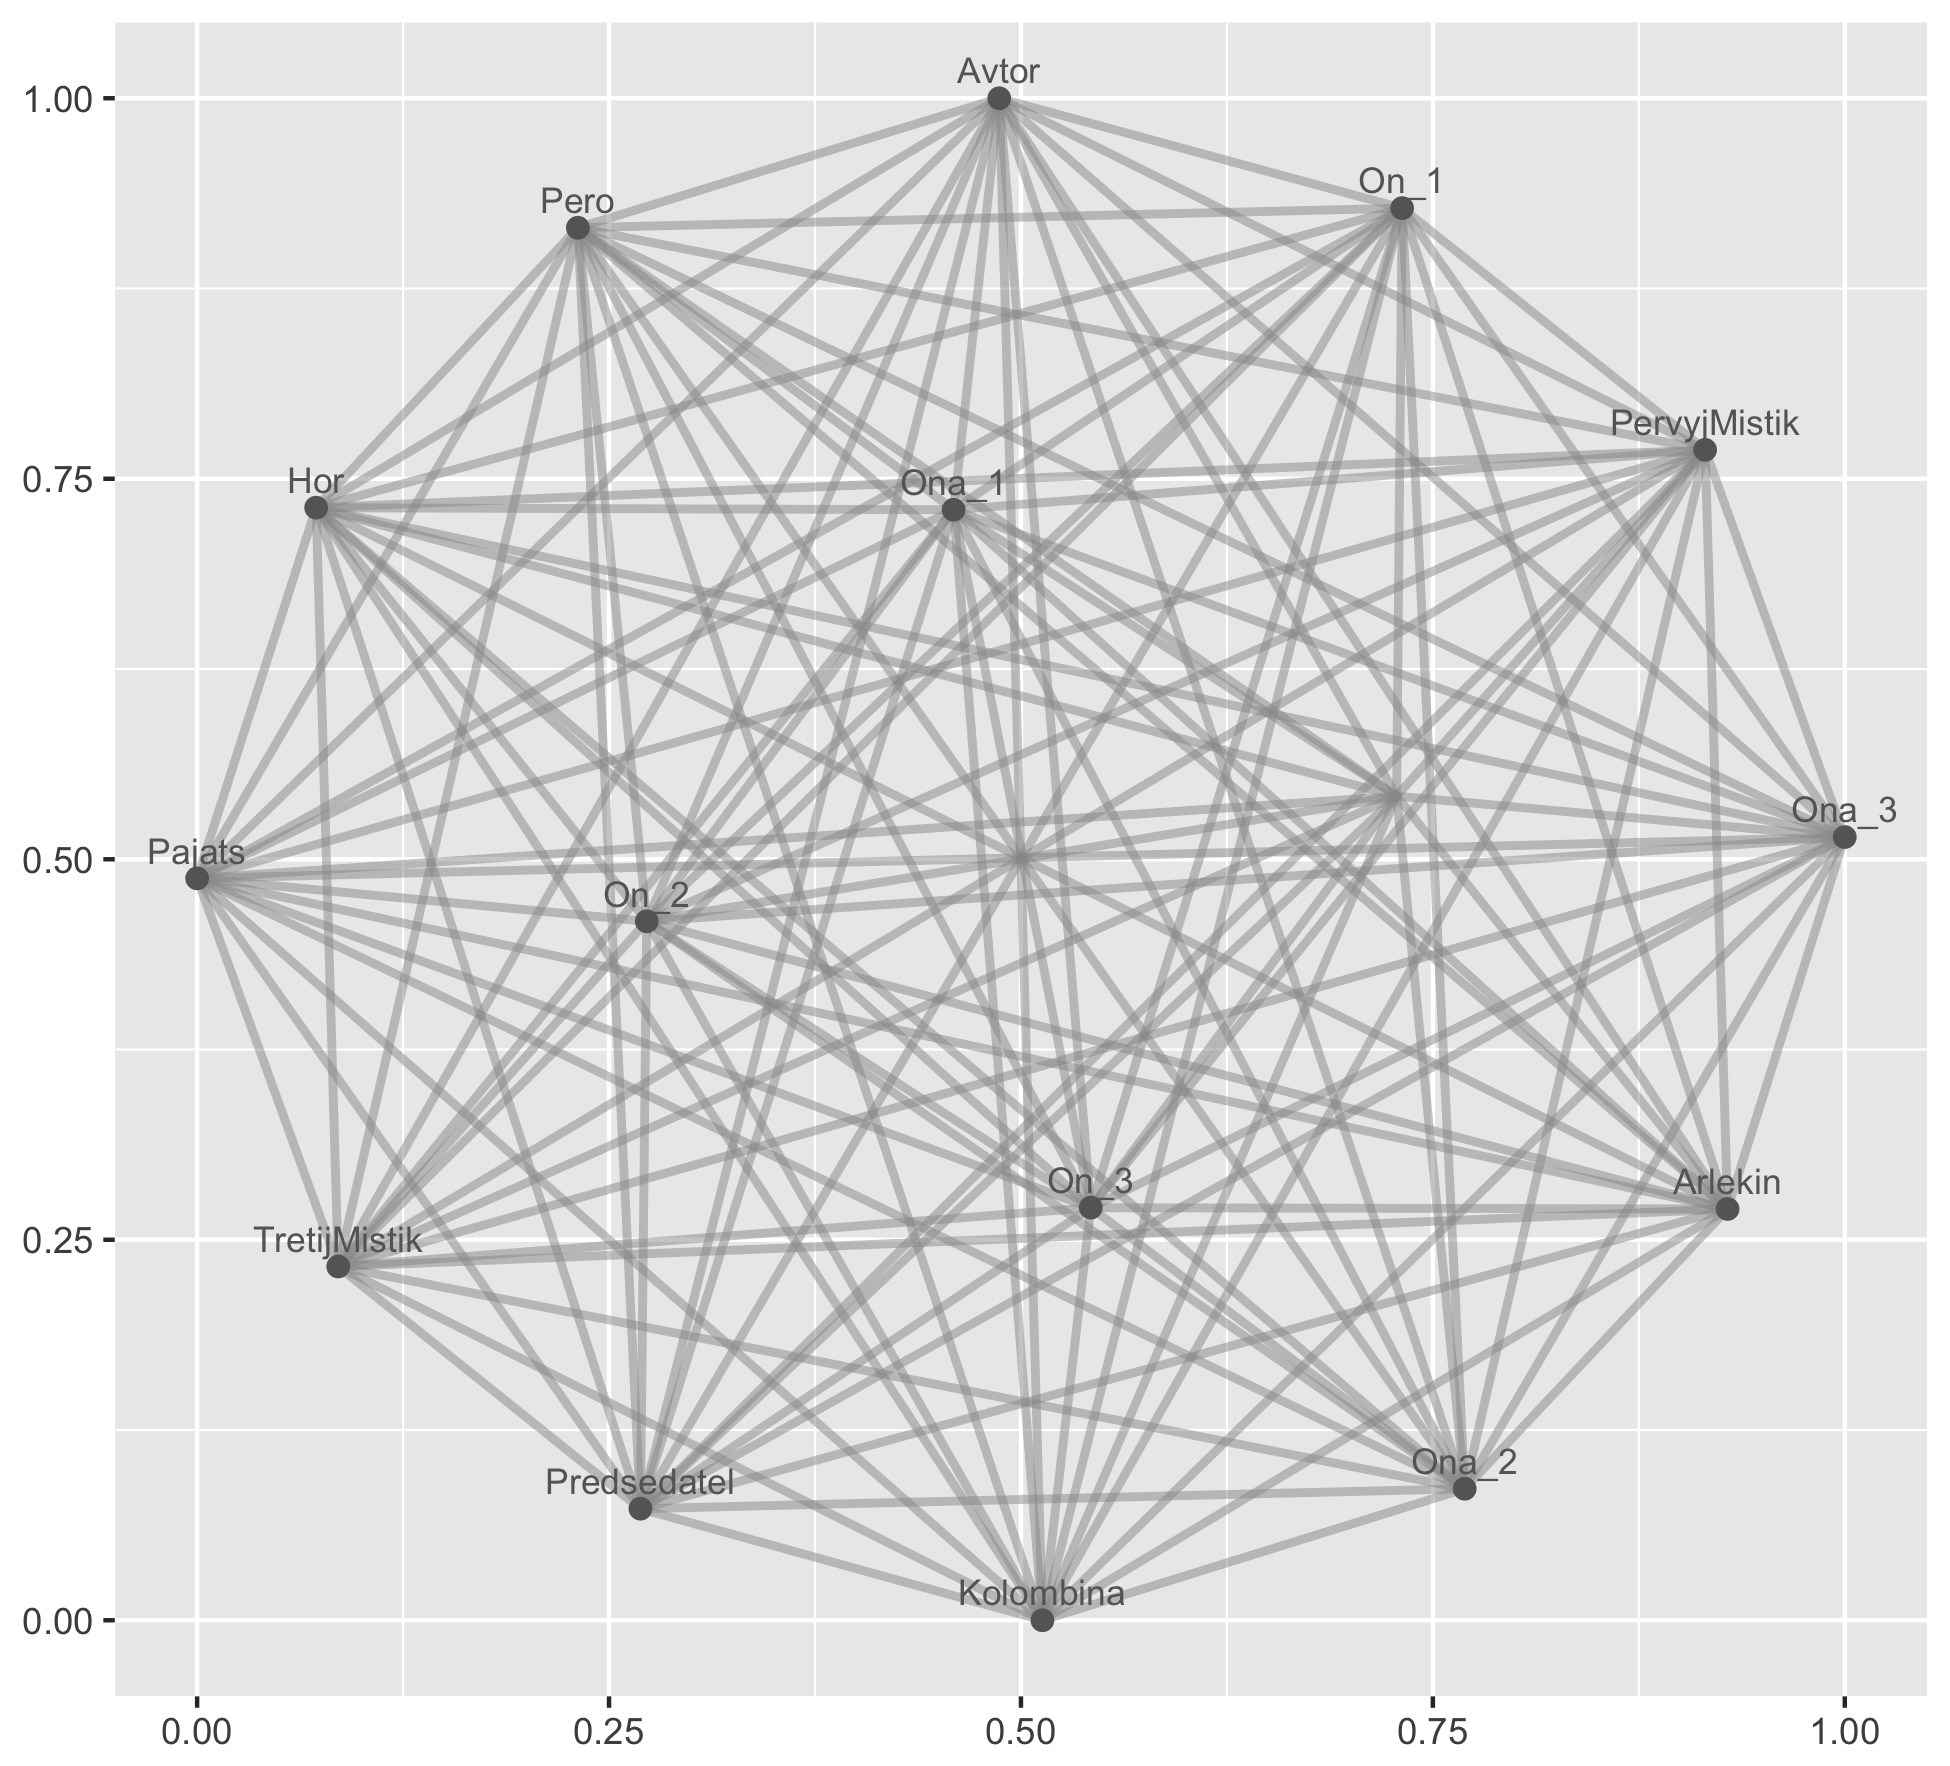 Avtor
1.00
On_1
Pero
PervyjMistik
0.75
Hor
Ona_1
Ona_3
Pajats
0.50
On_2
On_3
Arlekin
0.25
TretijMistik
Ona_2
Predsedatel
Kolombina
0.00
0.00 0.25 0.50 0.75 1.00